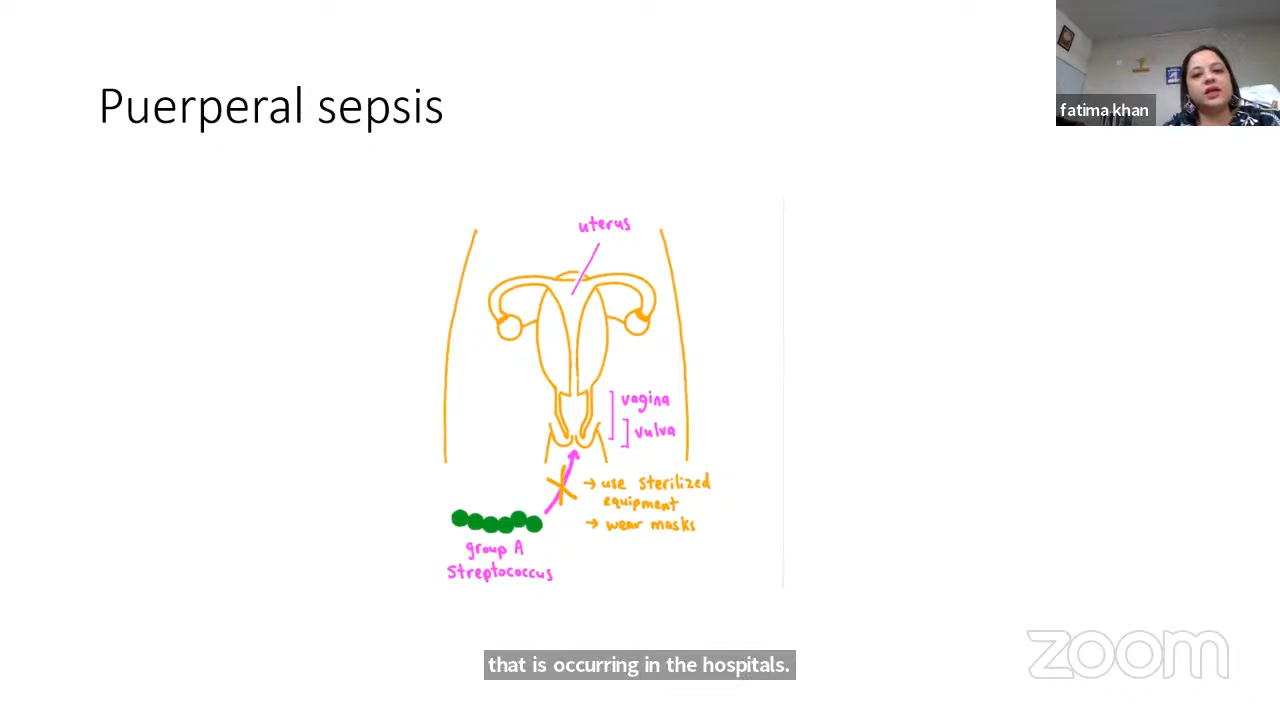 Puerperal sepsis
fatima khan
uterus
vagina
vulva
→ use sterilized
equipment
→ wear masks
group A
Streptococcus
that is occurring in the hospitals.
zoom